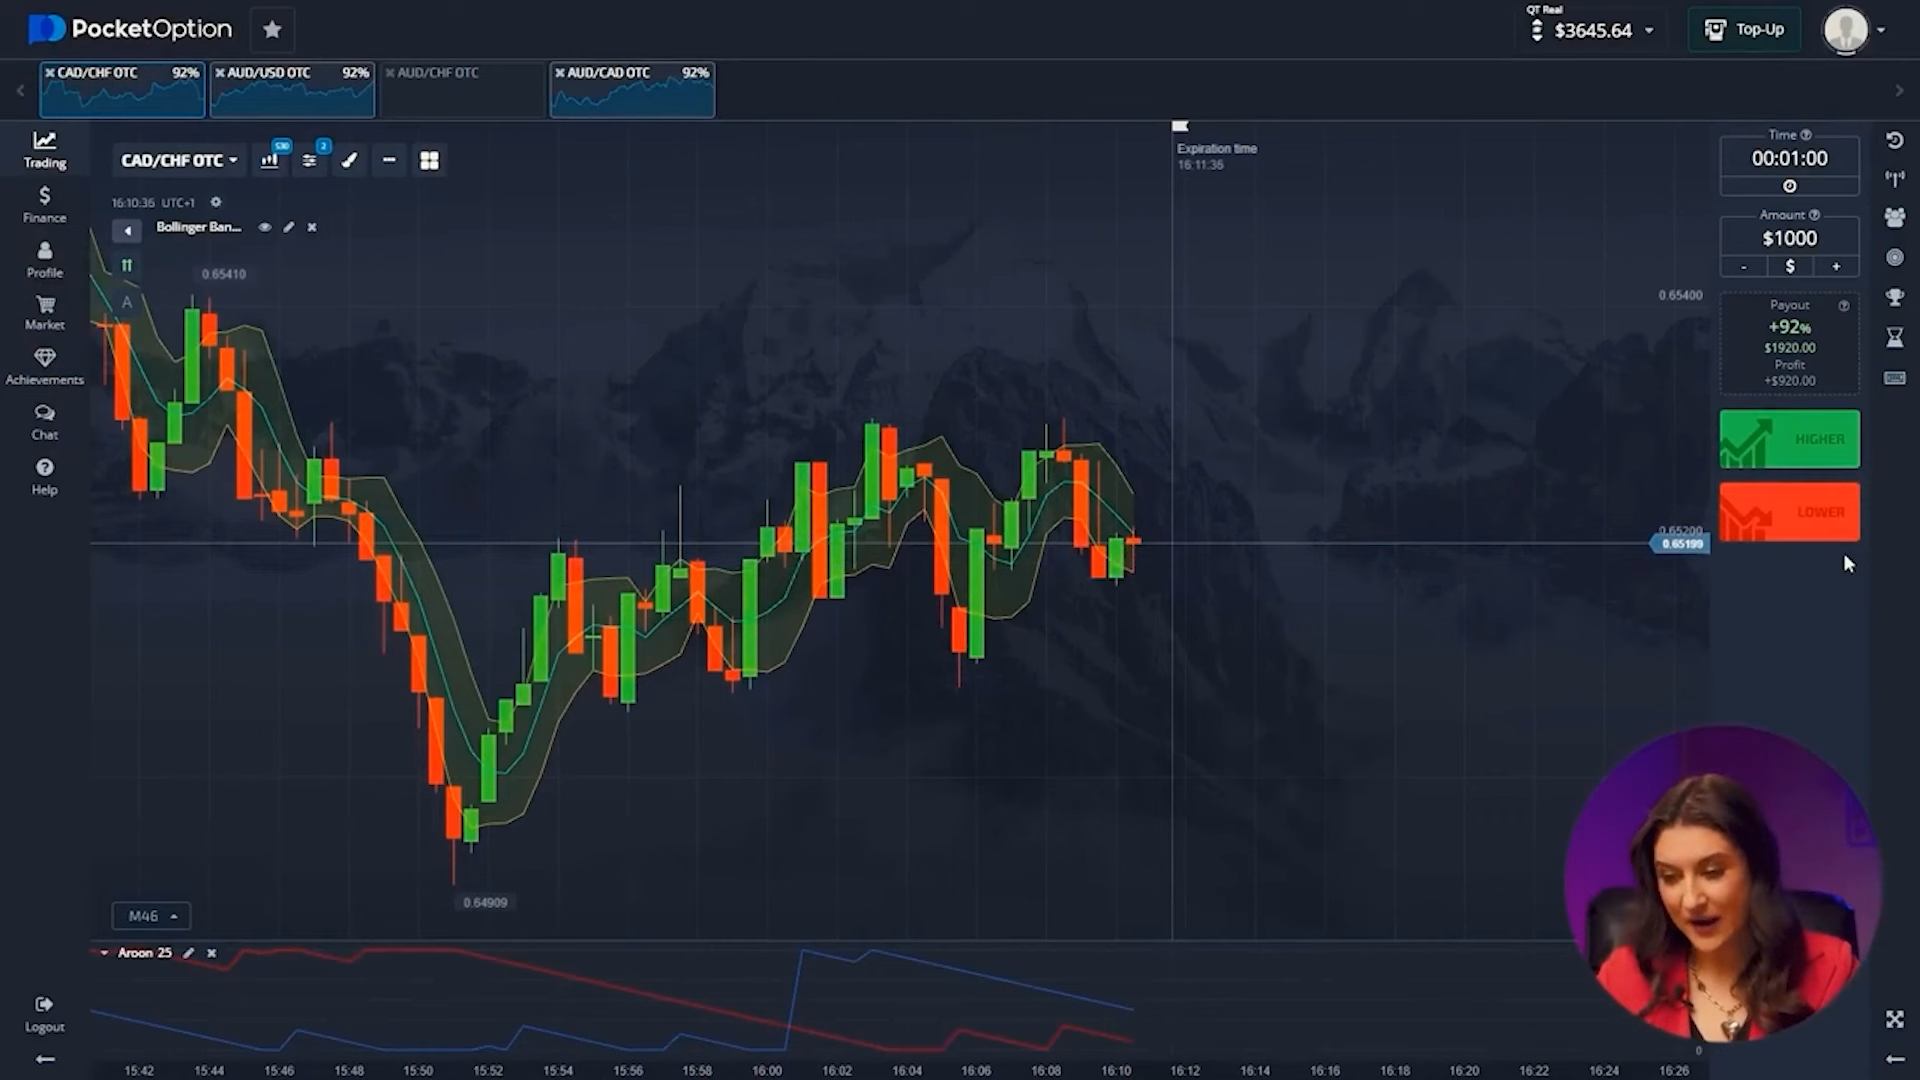 PocketOption
QT Real
$3645.64
Top-Up
CAD/CHF OTC 92%
AUD/USD OTC 92%
AUD/CHF OTC
AUD/CAD OTC 92%
Trading
Finance
Profile
Market
Achievements
Chat
Help
Logout
CAD/CHF OTC
S30
2
16:10:36 UTC+1
Bollinger Ban...
A
0.65410
0.64909
Expiration time
16:11:36
0.65400
0.65200
0.65199
Time
00:01:00
Amount
$1000
- $ +
Payout
+92%
$1920.00
Profit
+$920.00
HIGHER
LOWER
M46
Aroon 25
0
15:42 15:44 15:46 15:48 15:50 15:52 15:54 15:56 15:58 16:00 16:02 16:04 16:06 16:08 16:10 16:12 16:14 16:16 16:18 16:20 16:22 16:24 16:26